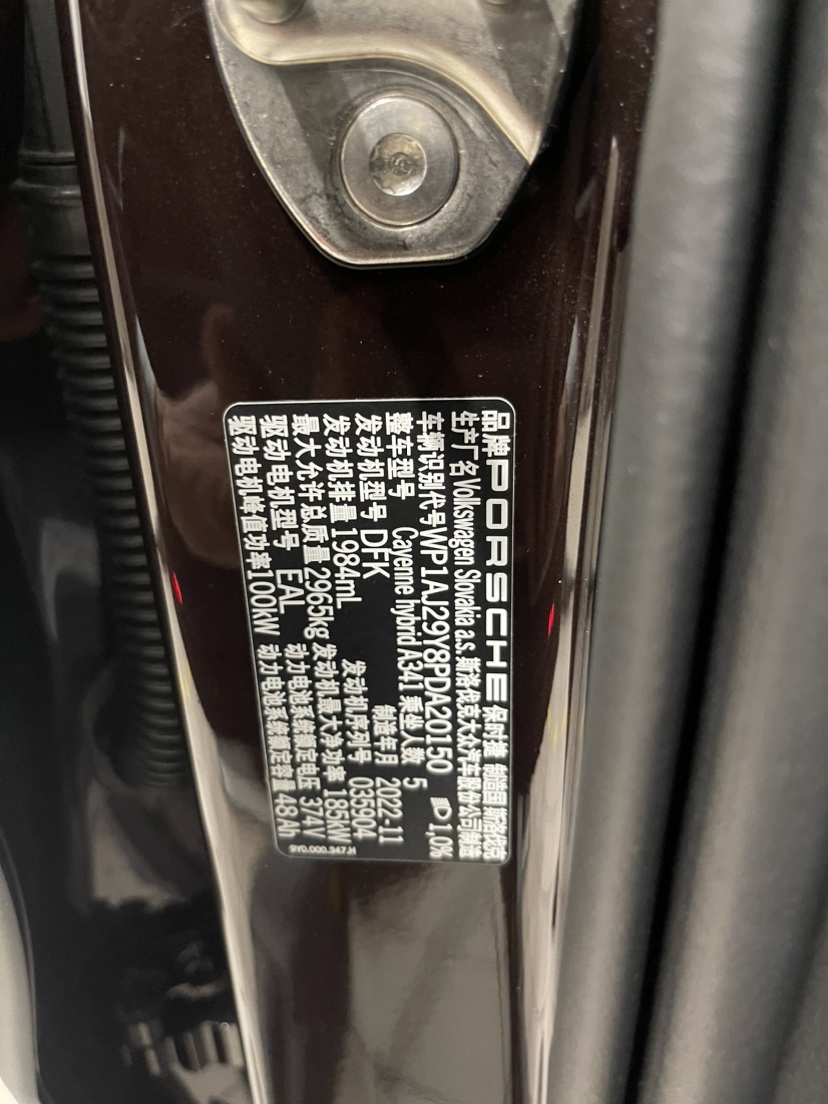 品牌 PORSCHE 保时捷 制造国 斯洛伐克
生产厂名 Volkswagen Slovakia a.s. 斯洛伐克大众汽车股份公司制造
车辆识别代号 WP1AJ29Y8PDA20150 1,0%
整车型号 Cayenne hybrid A341 乘坐人数 5
发动机型号 DFK 制造年月 2022-11
发动机排量 1984mL 发动机序列号 035904
最大允许总质量 2965kg 发动机最大净功率 185kW
驱动电机型号 EAL 动力电池系统额定电压 374V
驱动电机峰值功率 100kW 动力电池系统额定容量 48Ah
9Y0.000.347.H